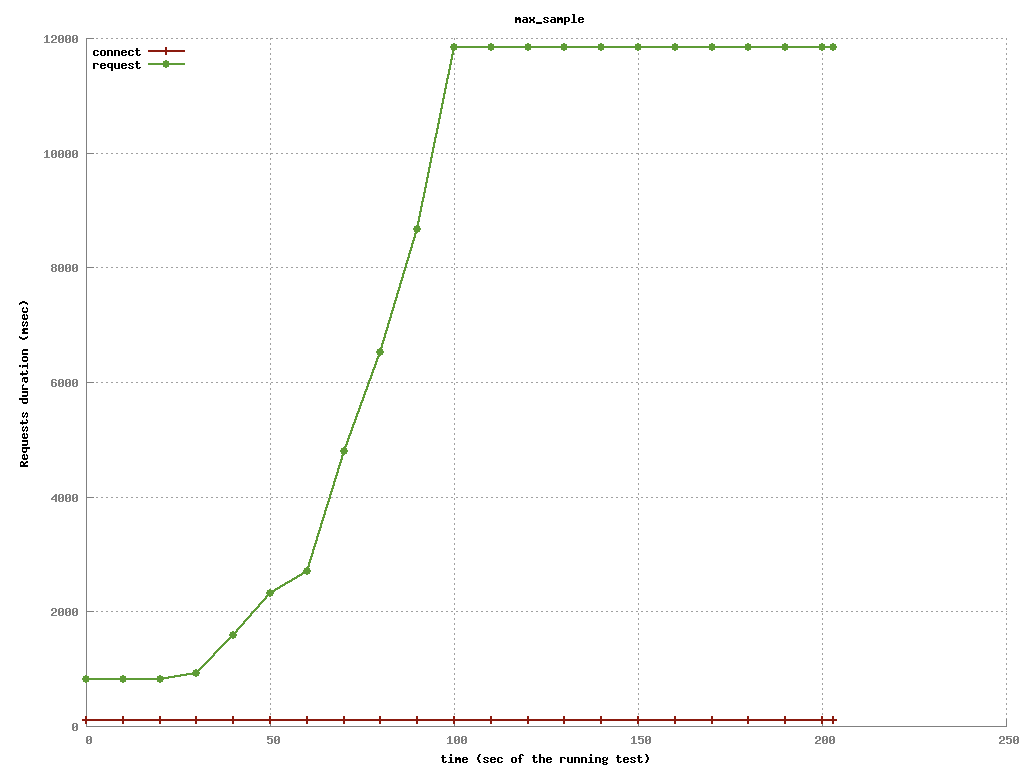 max_sample
12000
connect
request
10000
8000
6000
Requests duration (msec)
4000
2000
0
0 50 100 150 200 250
time (sec of the running test)